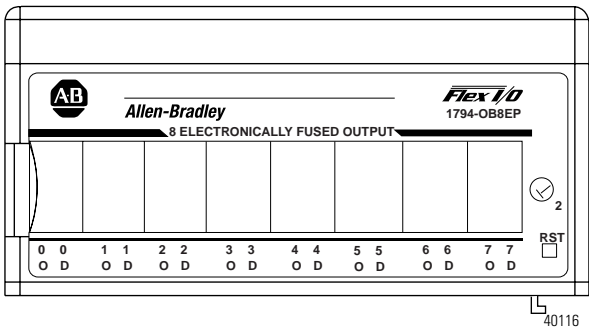 AB
Allen-Bradley
Flex I/O
1794-OB8EP
8 ELECTRONICALLY FUSED OUTPUT
2
RST
0 0 1 1 2 2 3 3 4 4 5 5 6 6 7 7
O D O D O D O D O D O D O D O D
40116